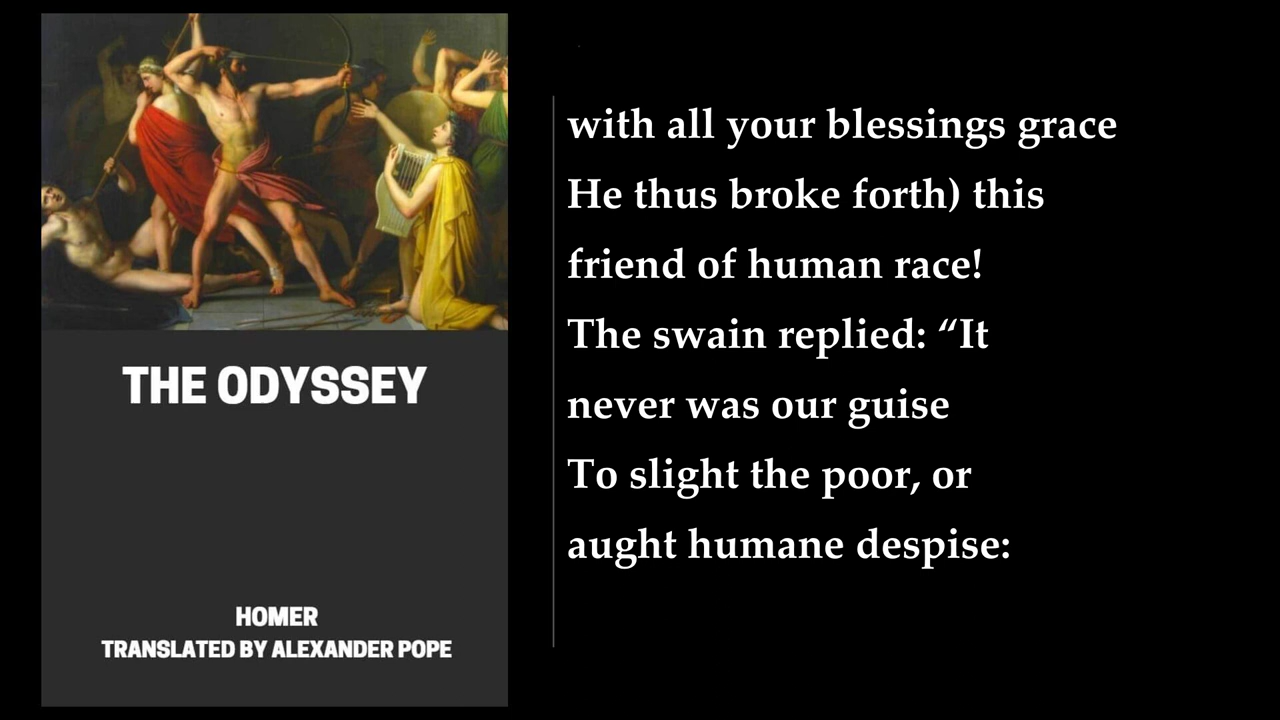 THE ODYSSEY
HOMER
TRANSLATED BY ALEXANDER POPE
with all your blessings grace
He thus broke forth) this
friend of human race!
The swain replied: “It
never was our guise
To slight the poor, or
aught humane despise: